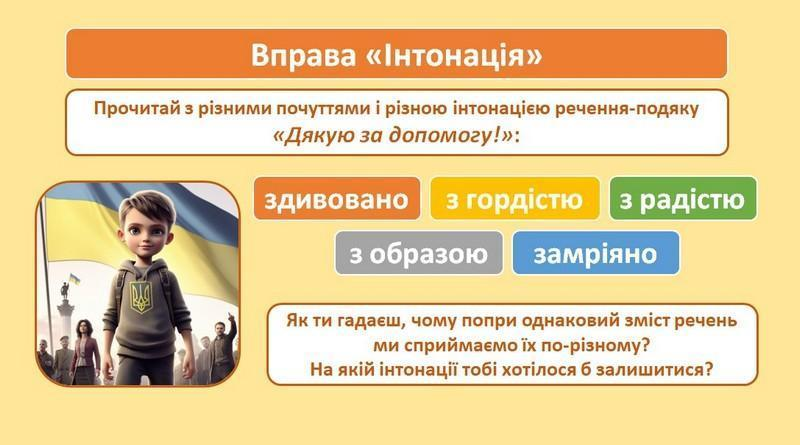 Вправа «Інтонація»
Прочитай з різними почуттями і різною інтонацією речення-подяку
«Дякую за допомогу!»:
здивовано з гордістю з радістю
з образою замріяно
Як ти гадаєш, чому попри однаковий зміст речень
ми сприймаємо їх по-різному?
На якій інтонації тобі хотілося б залишитися?